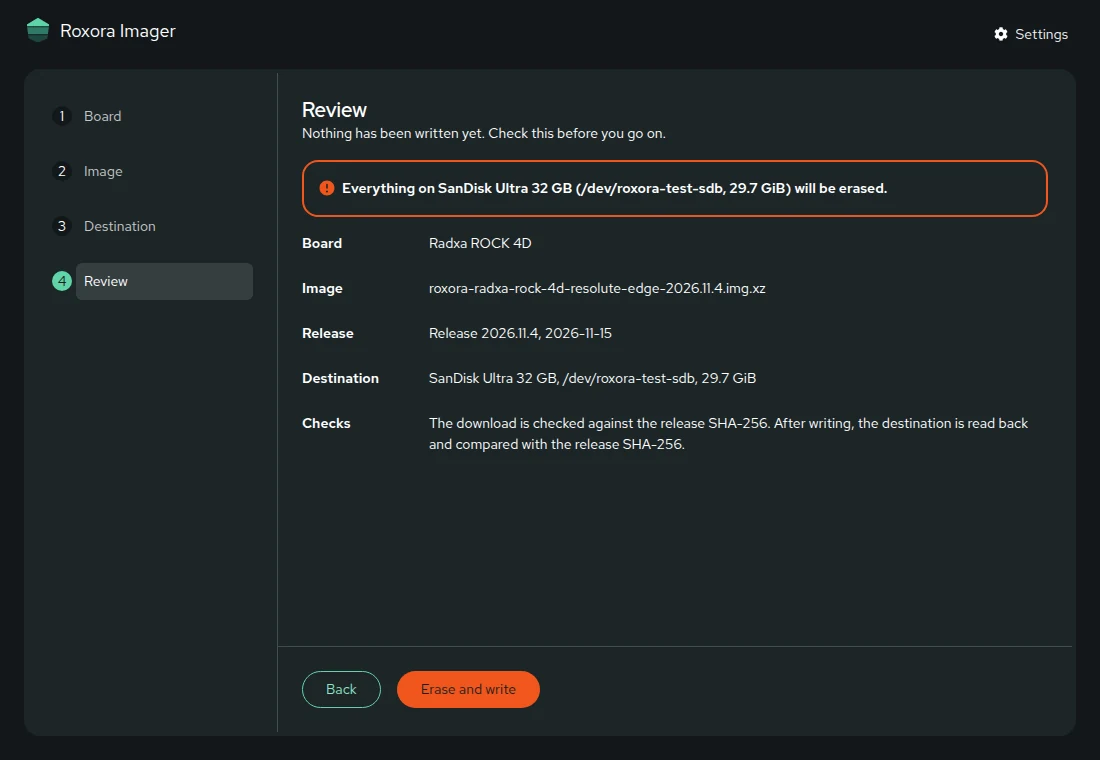 Roxora Imager
Settings
1 Board
2 Image
3 Destination
4 Review
Review
Nothing has been written yet. Check this before you go on.
Everything on SanDisk Ultra 32 GB (/dev/roxora-test-sdb, 29.7 GiB) will be erased.
Board Radxa ROCK 4D
Image roxora-radxa-rock-4d-resolute-edge-2026.11.4.img.xz
Release Release 2026.11.4, 2026-11-15
Destination SanDisk Ultra 32 GB, /dev/roxora-test-sdb, 29.7 GiB
Checks The download is checked against the release SHA-256. After writing, the destination is read back
and compared with the release SHA-256.
Back Erase and write